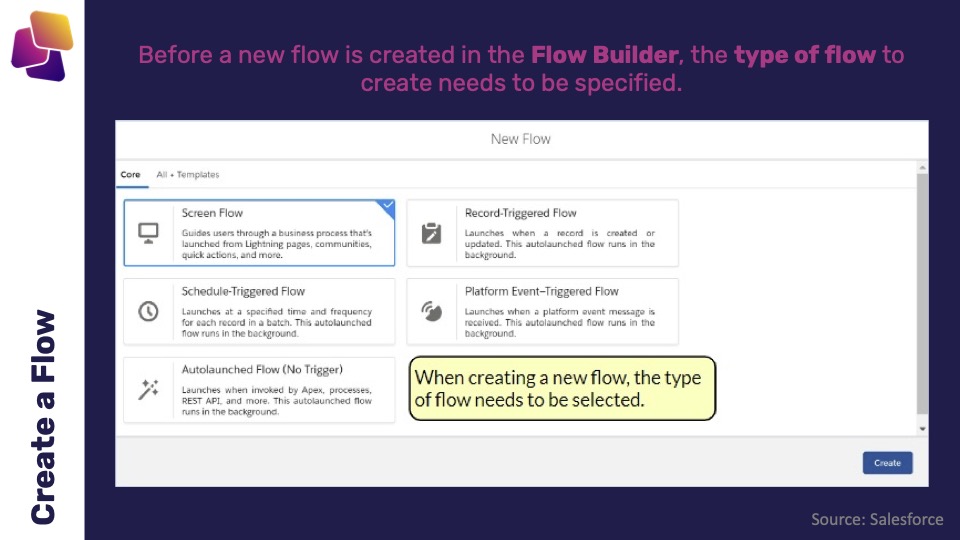 Before a new flow is created in the Flow Builder, the type of flow to
create needs to be specified.
New Flow
Core
All + Templates
Screen Flow
Guides users through a business process that's
launched from Lightning pages, communities,
quick actions, and more.
Record-Triggered Flow
Launches when a record is created or
updated. This autolaunched flow runs in the
background.
Schedule-Triggered Flow
Launches at a specified time and frequency
for each record in a batch. This autolaunched
flow runs in the background.
Platform Event–Triggered Flow
Launches when a platform event message is
received. This autolaunched flow runs in the
background.
Autolaunched Flow (No Trigger)
Launches when invoked by Apex, processes,
REST API, and more. This autolaunched flow
runs in the background.
When creating a new flow, the type
of flow needs to be selected.
Create
Create a Flow
Source: Salesforce